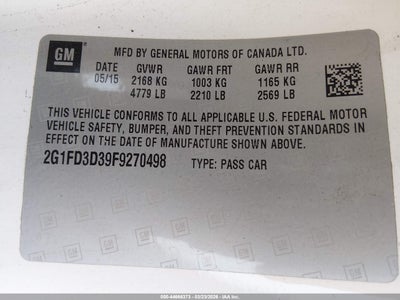 GM
MFD BY GENERAL MOTORS OF CANADA LTD.
DATE GVWR GAWR FRT GAWR RR
05/15 2168 KG 1003 KG 1165 KG
4779 LB 2210 LB 2569 LB
THIS VEHICLE CONFORMS TO ALL APPLICABLE U.S. FEDERAL MOTOR
VEHICLE SAFETY, BUMPER, AND THEFT PREVENTION STANDARDS IN
EFFECT ON THE DATE OF MANUFACTURE SHOWN ABOVE.
2G1FD3D39F9270498 TYPE: PASS CAR